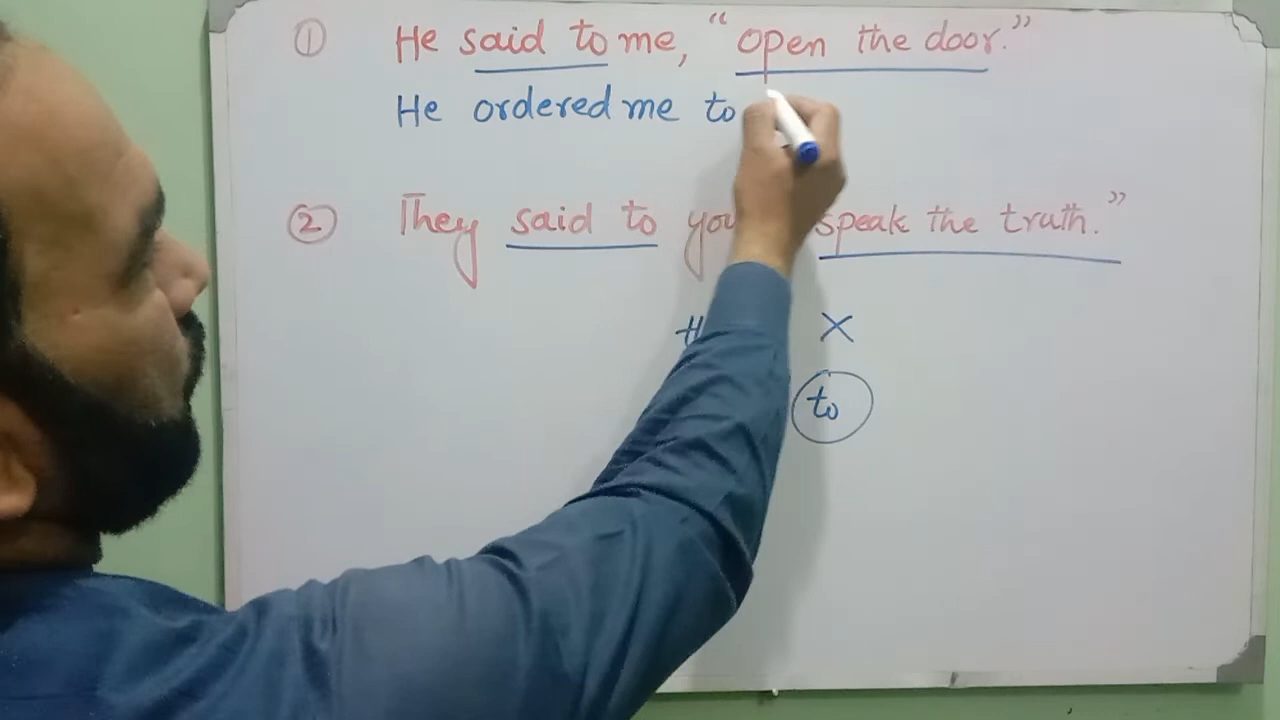 ① He said to me, "open the door."
He ordered me to
② They said to you speak the truth."
X
to